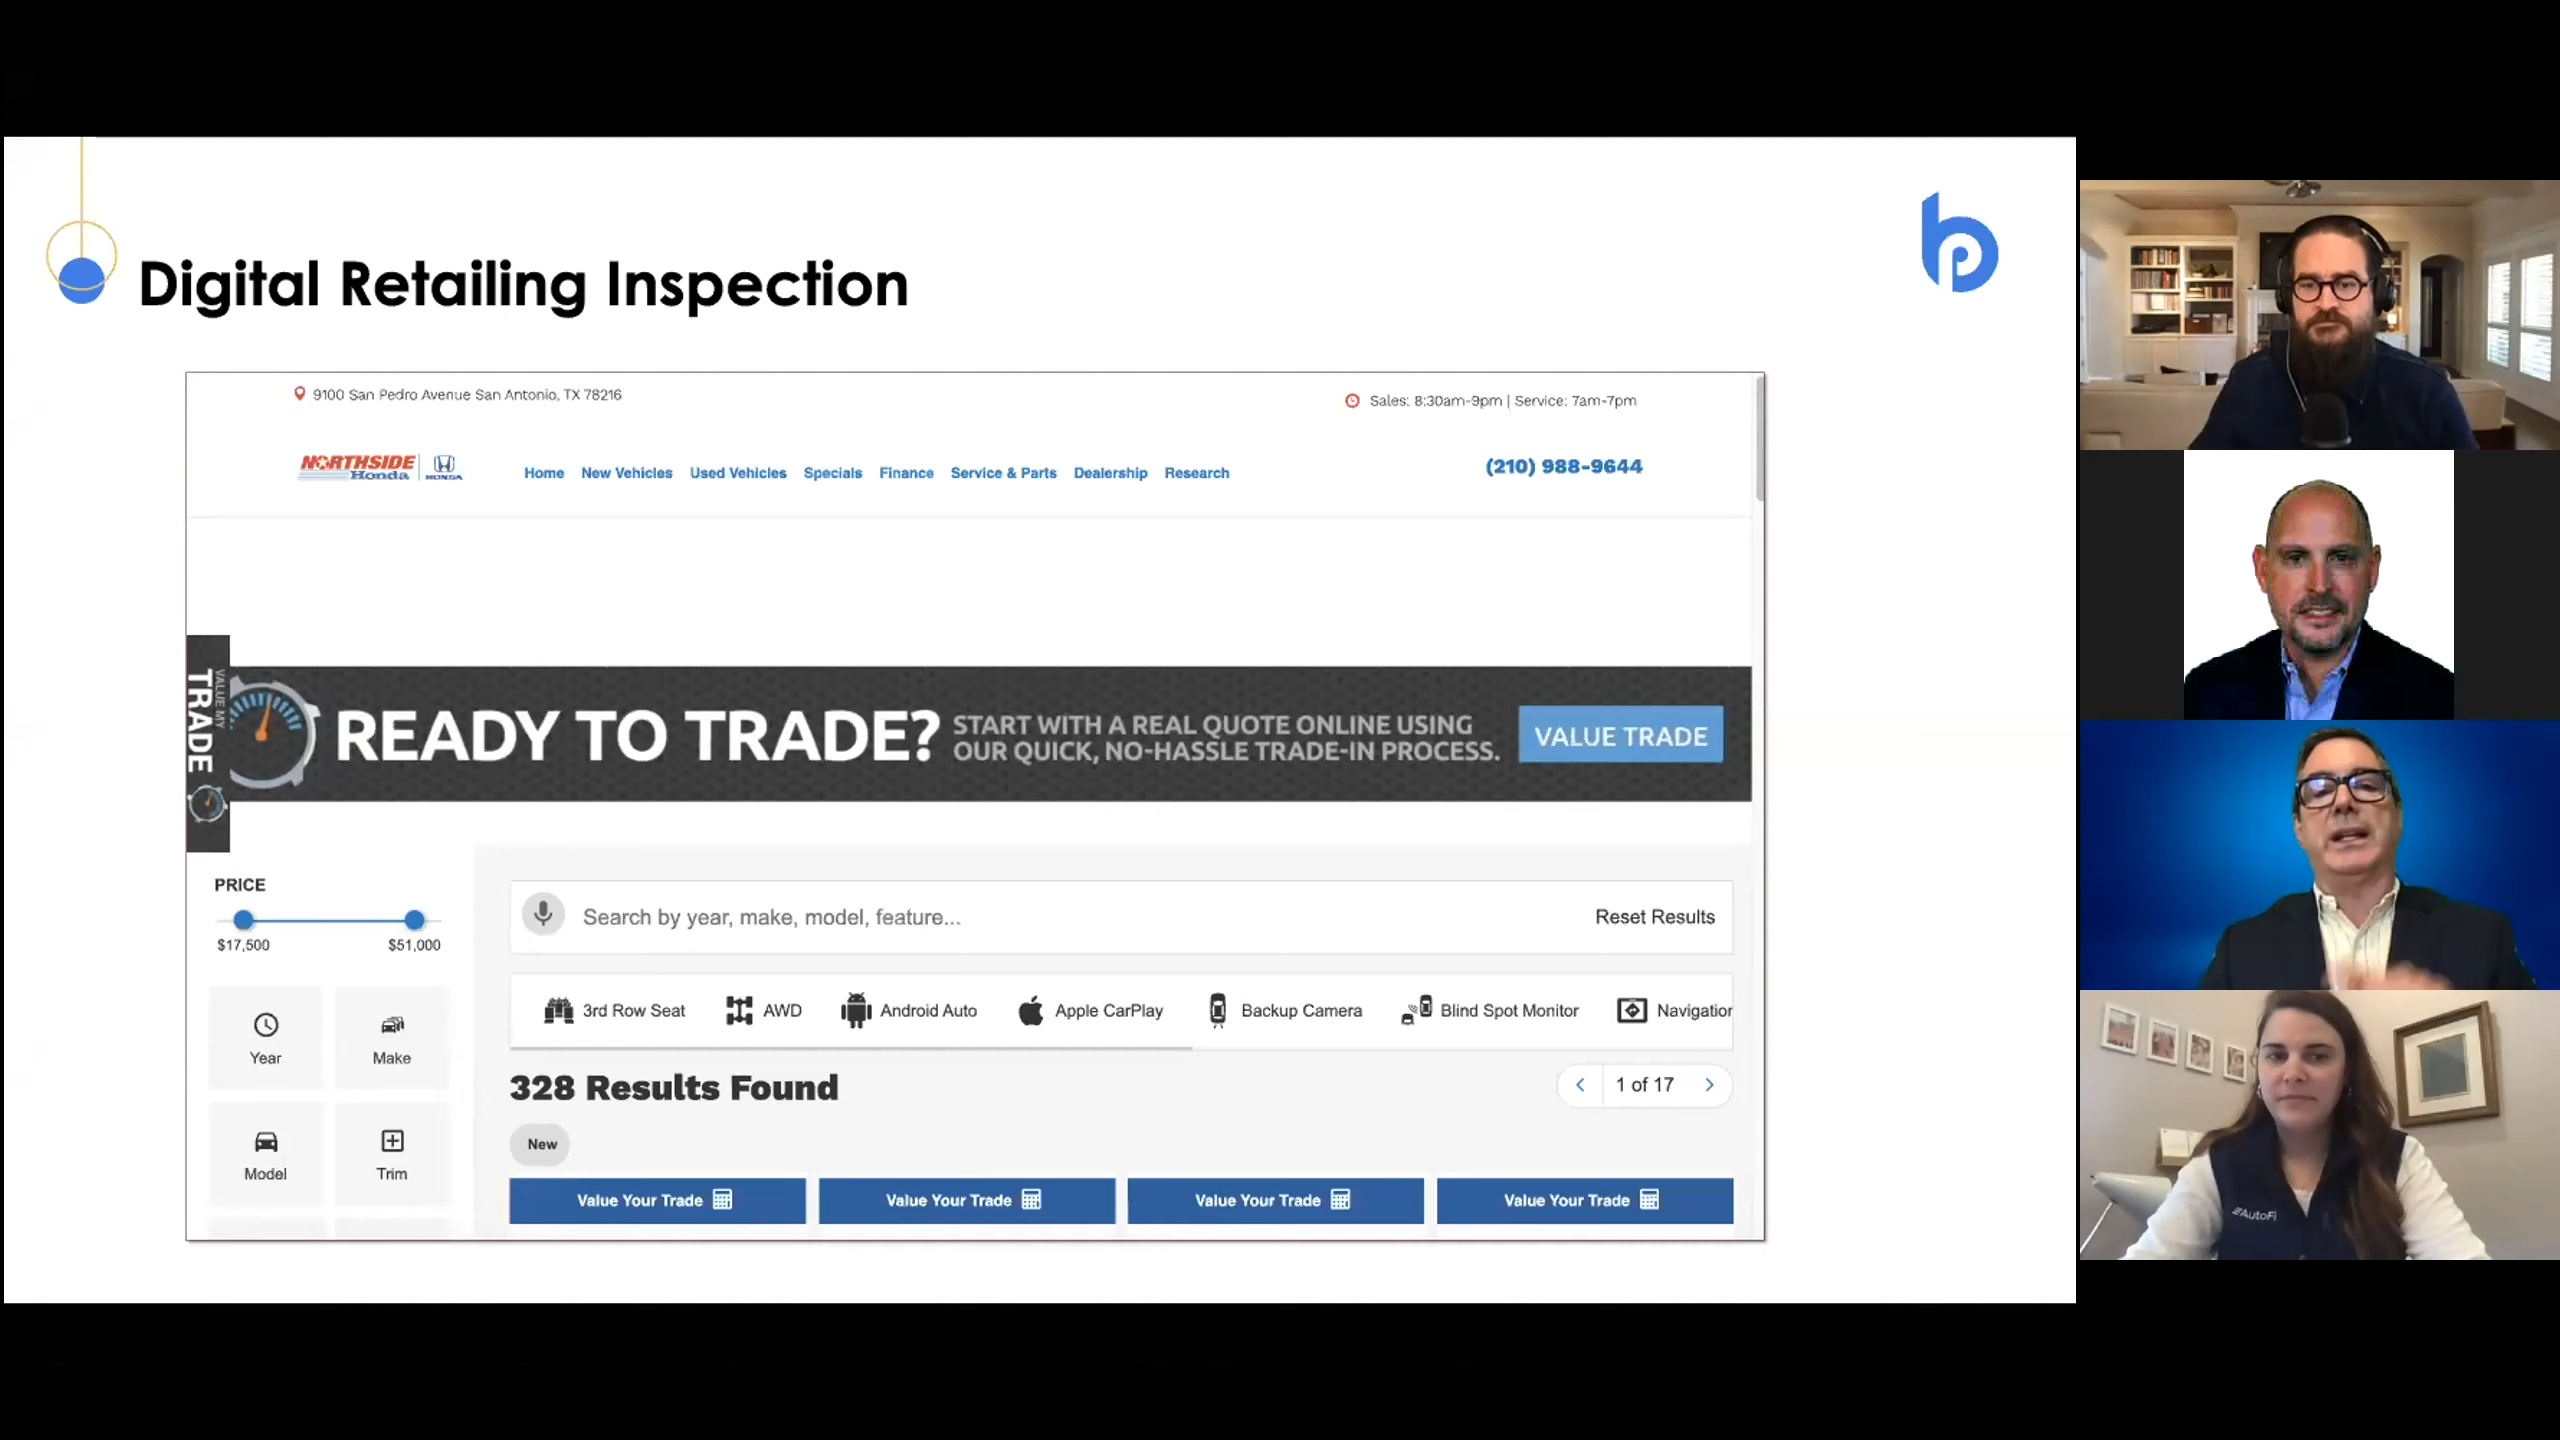 Digital Retailing Inspection
9100 San Pedro Avenue San Antonio, TX 78216
Sales: 8:30am-9pm | Service: 7am-7pm
NORTHSIDE
Honda
HONDA
Home New Vehicles Used Vehicles Specials Finance Service & Parts Dealership Research
(210) 988-9644
VALUE MY
TRADE
READY TO TRADE?
START WITH A REAL QUOTE ONLINE USING
OUR QUICK, NO-HASSLE TRADE-IN PROCESS.
VALUE TRADE
PRICE
$17,500 $51,000
Year Make
Model Trim
Search by year, make, model, feature...
Reset Results
3rd Row Seat AWD Android Auto Apple CarPlay Backup Camera Blind Spot Monitor Navigation
328 Results Found
1 of 17
New
Value Your Trade Value Your Trade Value Your Trade Value Your Trade
AutoFi